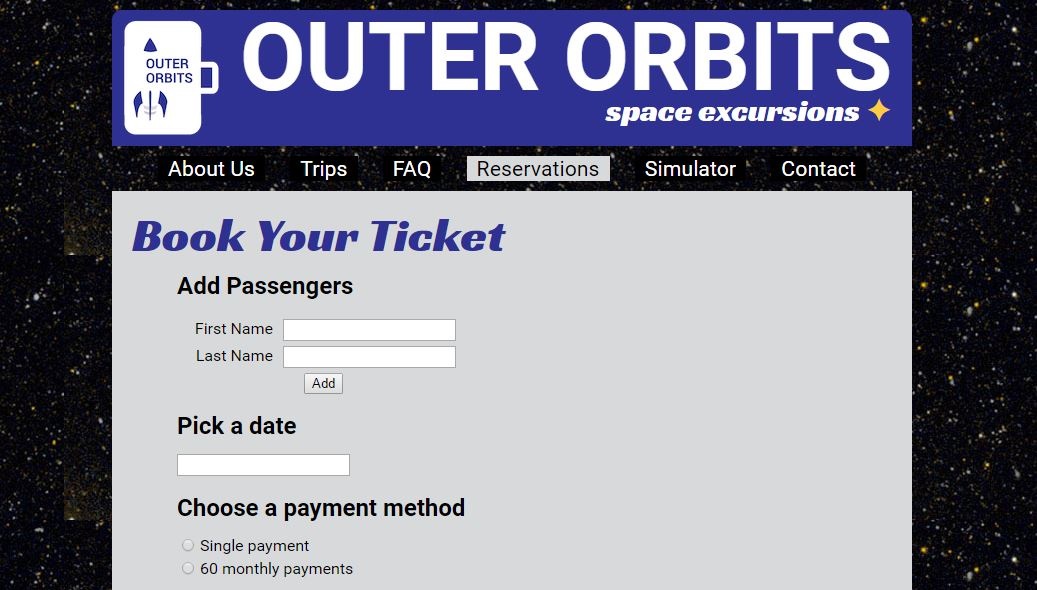 OUTER
ORBITS
OUTER ORBITS
space excursions
About Us Trips FAQ Reservations Simulator Contact
Book Your Ticket
Add Passengers
First Name
Last Name
Add
Pick a date
Choose a payment method
Single payment
60 monthly payments